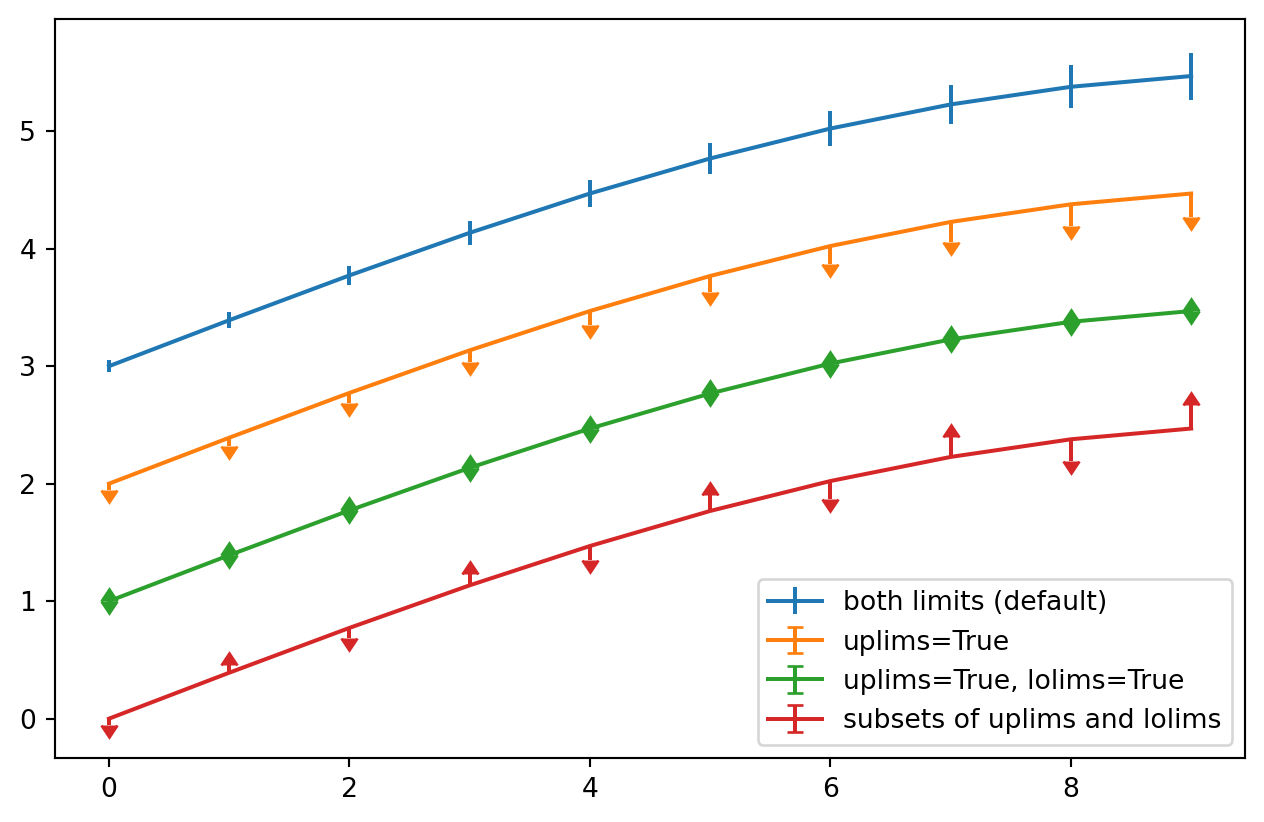 5
4
3
2
1
0
0 2 4 6 8
both limits (default)
uplims=True
uplims=True, lolims=True
subsets of uplims and lolims